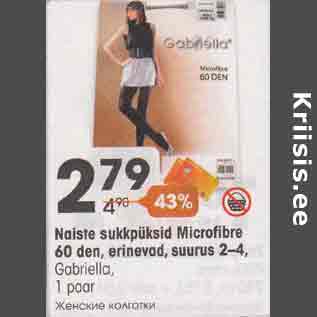 Gabriella
Microfibre
60 DEN
2 79
4 90
43%
Naiste sukkpüksid Microfibre
60 den, erinevad, suurus 2–4,
Gabriella,
1 paar
Женские колготки
Kriisis.ee